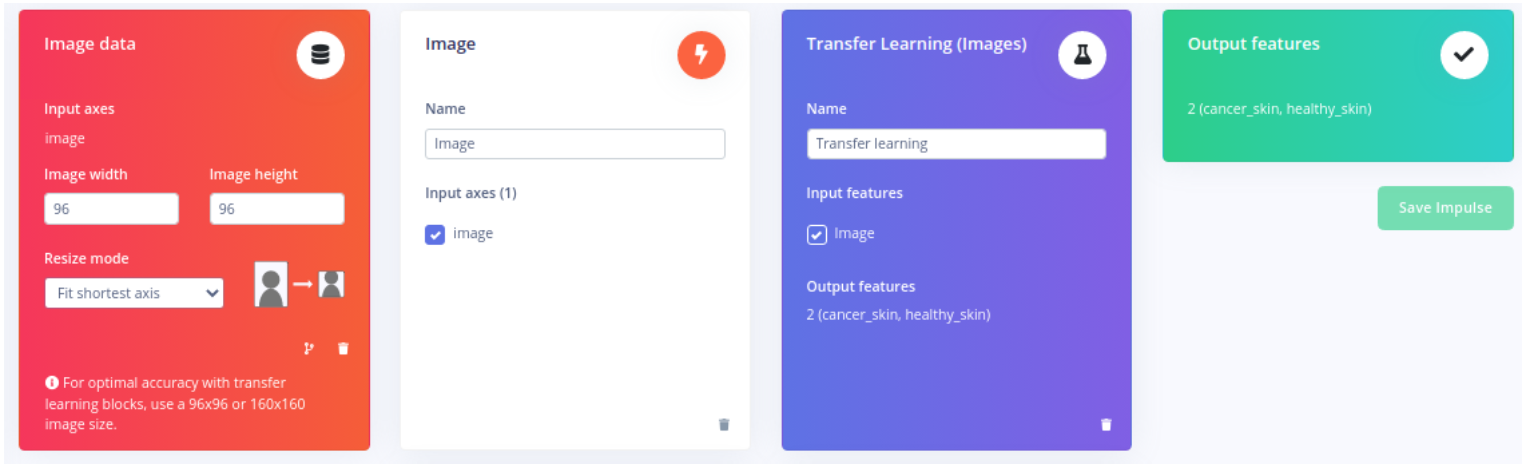 Image data
Input axes
image
Image width
Image height
96
96
Resize mode
Fit shortest axis
For optimal accuracy with transfer
learning blocks, use a 96x96 or 160x160
image size.
Image
Name
Image
Input axes (1)
image
Transfer Learning (Images)
Name
Transfer learning
Input features
Image
Output features
2 (cancer_skin, healthy_skin)
Output features
2 (cancer_skin, healthy_skin)
Save Impulse